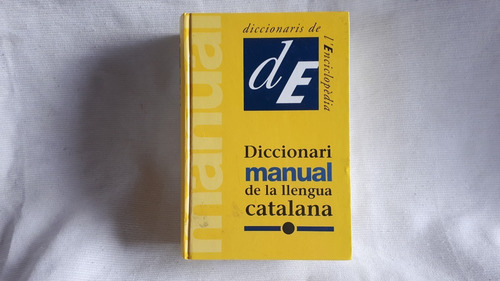 manual
diccionaris de
l'Enciclopèdia
dE
Diccionari
manual
de la llengua
catalana